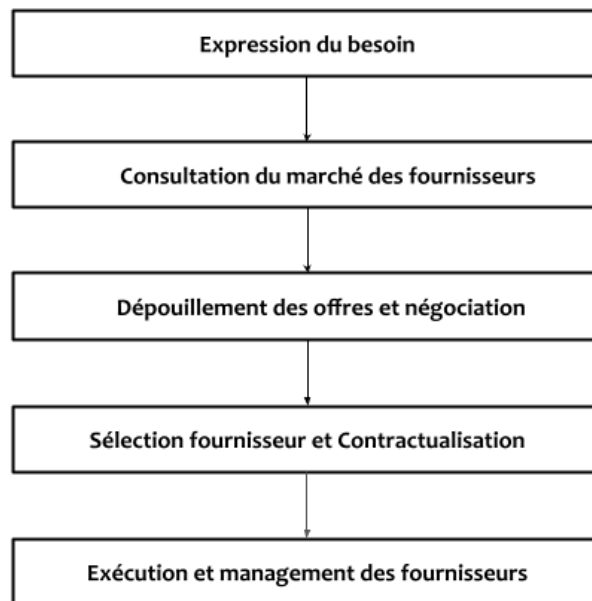 Expression du besoin
Consultation du marché des fournisseurs
Dépouillement des offres et négociation
Sélection fournisseur et Contractualisation
Exécution et management des fournisseurs